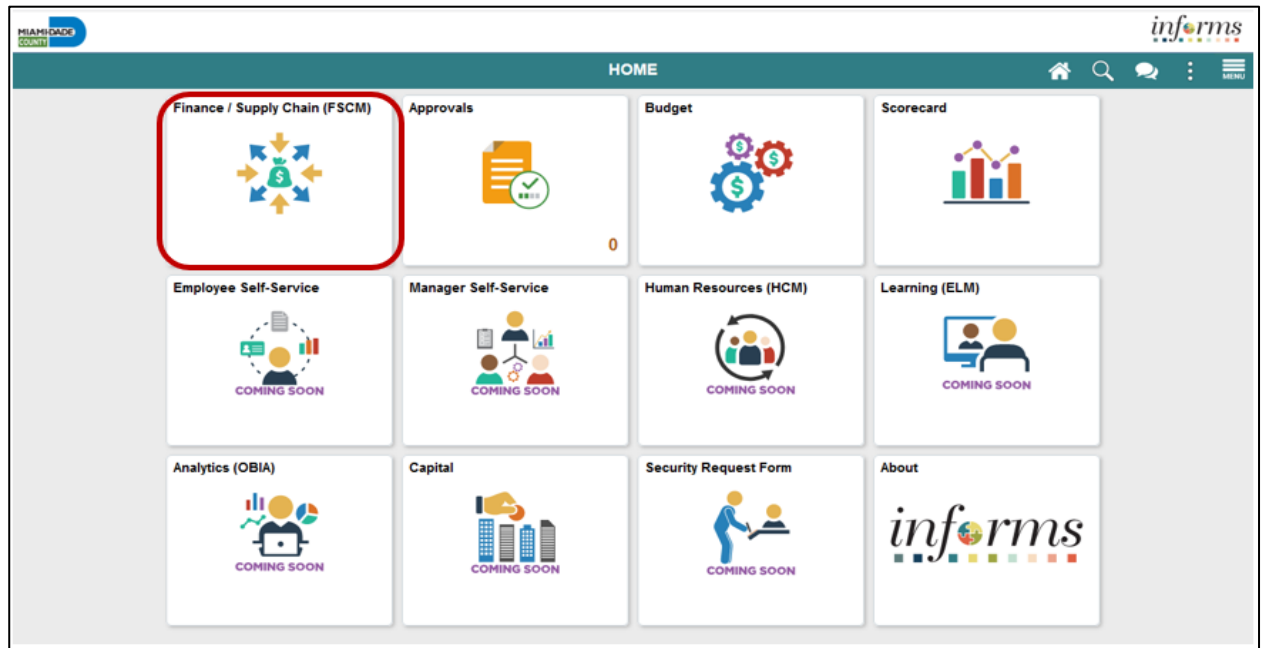 MIAMI-DADE
COUNTY
informs
HOME
MENU
Finance / Supply Chain (FSCM)
Approvals
Budget
Scorecard
$
$
$
$
0
Employee Self-Service
Manager Self-Service
Human Resources (HCM)
Learning (ELM)
COMING SOON
COMING SOON
COMING SOON
COMING SOON
Analytics (OBIA)
Capital
Security Request Form
About
informs
COMING SOON
COMING SOON
COMING SOON